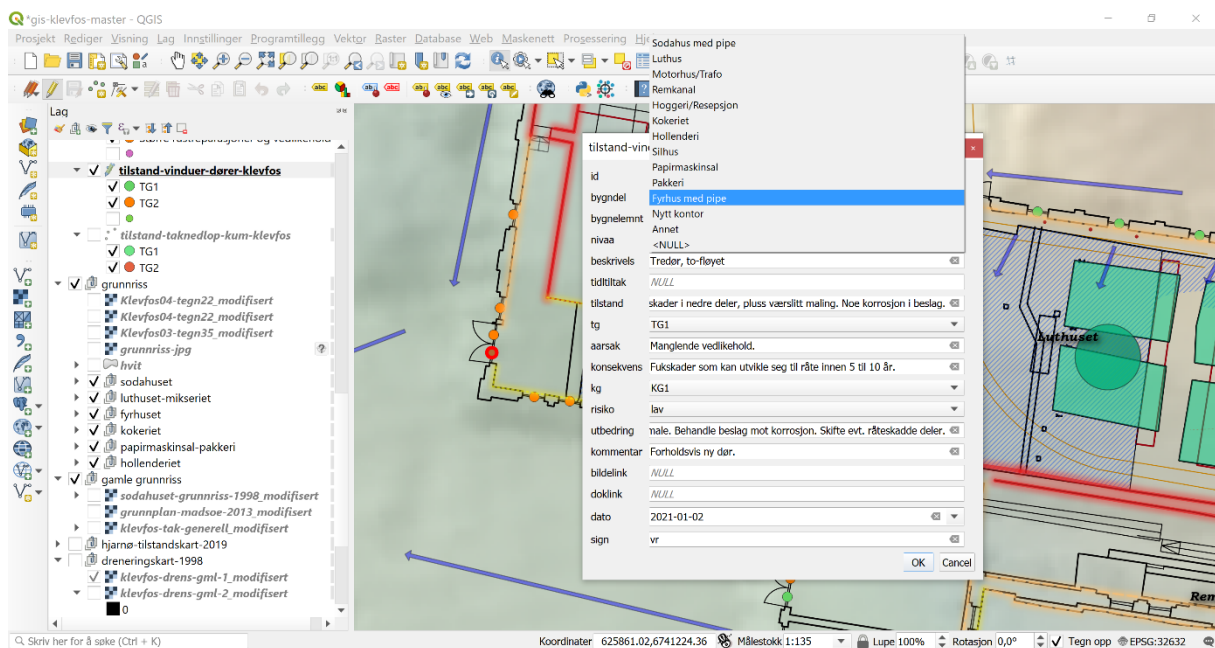 *gis-klevfos-master - QGIS
Prosjekt Rediger Visning Lag Innstillinger Programtillegg Vektor Raster Database Web Maskenett Prosessering
Lag
tilstand-vinduer-dører-klevfos
TG1
TG2
tilstand-taknedlop-kum-klevfos
TG1
TG2
grunnriss
Klevfos04-tegn22_modifisert
Klevfos04-tegn22_modifisert
Klevfos03-tegn35_modifisert
grunnriss-jpg
hvit
sodahuset
luthuset-mikseriet
fyrhuset
kokeriet
papirmaskinsal-pakkeri
hollenderiet
gamle grunnriss
sodahuset-grunnriss-1998_modifisert
grunnplan-madsoe-2013_modifisert
klevfos-tak-generell_modifisert
hjarnø-tilstandskart-2019
dreneringskart-1998
klevfos-drens-gml-1_modifisert
klevfos-drens-gml-2_modifisert
0
Sodahus med pipe
Luthus
Motorhus/Trafo
Remkanal
Hoggeri/Resepsjon
Kokeriet
Hollenderi
Silhus
Papirmaskinsal
Pakkeri
Fyrhus med pipe
Nytt kontor
Annet
<NULL>
id
bygndel
bygnelemnt
nivaa
beskrivels Tredør, to-fløyet
tidltiltak NULL
tilstand skader i nedre deler, pluss værslitt maling. Noe korrosjon i beslag.
tg TG1
aarsak Manglende vedlikehold.
konsekvens Fukskader som kan utvikle seg til råte innen 5 til 10 år.
kg KG1
risiko lav
utbedring male. Behandle beslag mot korrosjon. Skifte evt. råteskadde deler.
kommentar Forholdsvis ny dør.
bildelink NULL
doklink NULL
dato 2021-01-02
sign vr
OK Cancel
Luthuset
Rem
Skriv her for å søke (Ctrl + K)
Koordinater 625861.02,6741224.36 Målestokk 1:135 Lupe 100% Rotasjon 0,0° Tegn opp EPSG:32632